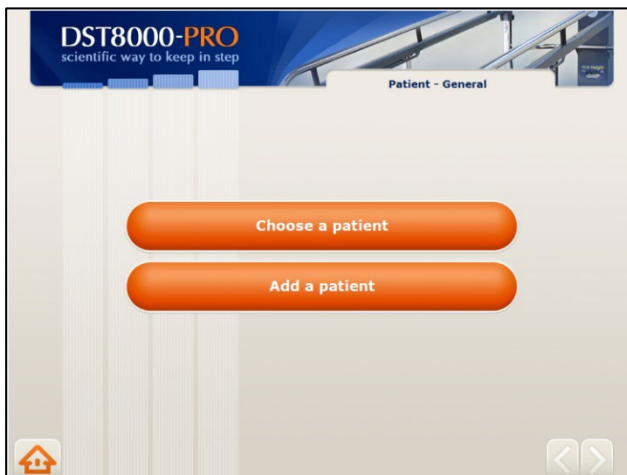 DST8000-PRO
scientific way to keep in step
Patient - General
Choose a patient
Add a patient